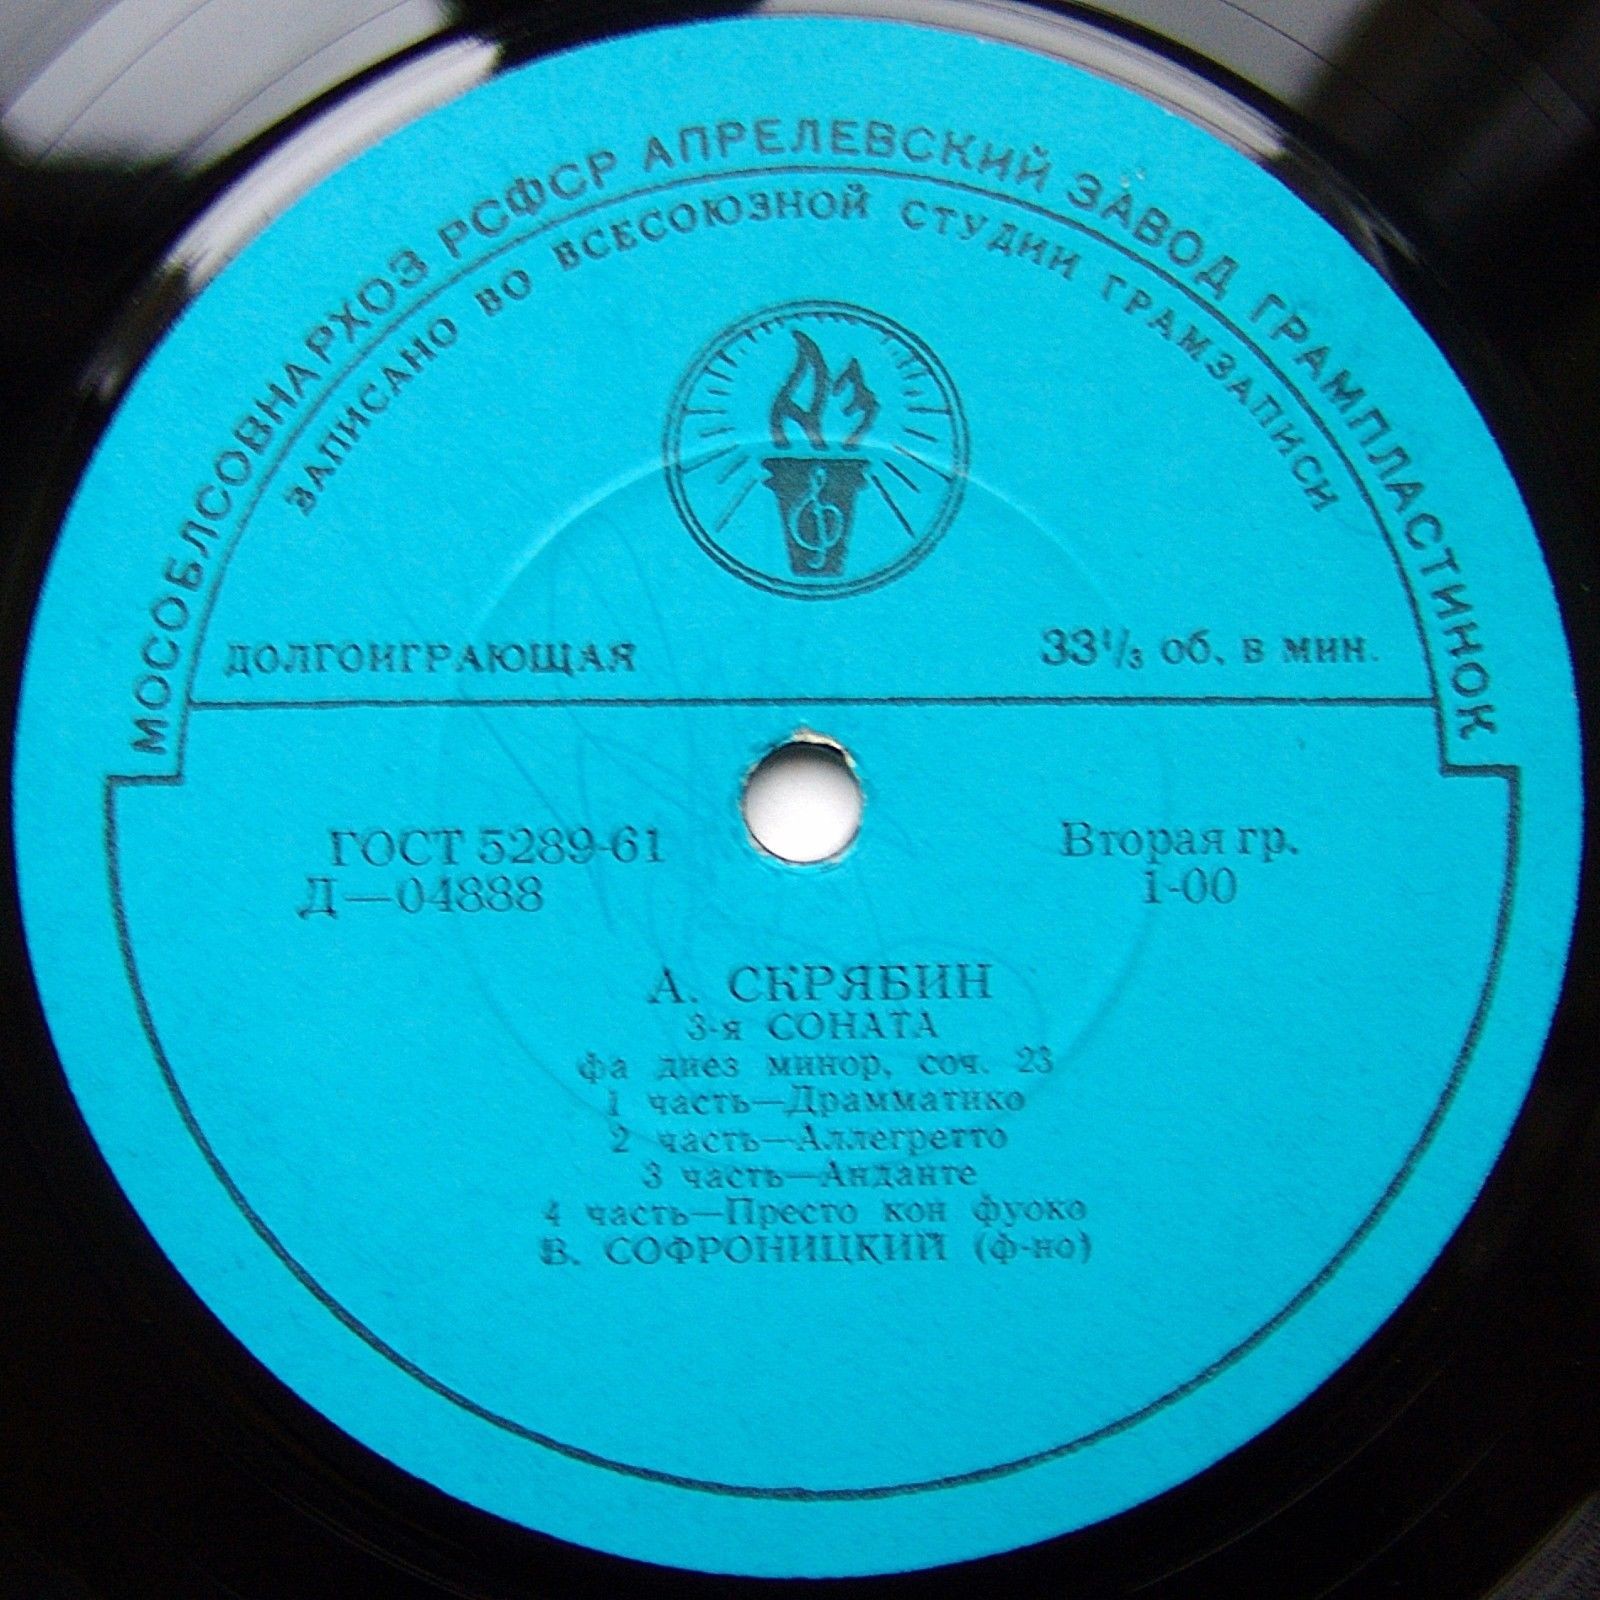 МОСОБЛСОВНАРХОЗ РСФСР АПРЕЛЕВСКИЙ ЗАВОД ГРАМПЛАСТИНОК
ЗАПИСАНО ВО ВСЕСОЮЗНОЙ СТУДИИ ГРАМЗАПИСИ
АЗ
ДОЛГОИГРАЮЩАЯ 33⅓ об. в мин.
ГОСТ 5289-61 Вторая гр.
Д—04888 1-00
А. СКРЯБИН
3-я СОНАТА
фа диез минор, соч. 23
1 часть—Драмматико
2 часть—Аллегретто
3 часть—Анданте
4 часть—Престо кон фуоко
В. СОФРОНИЦКИЙ (ф-но)